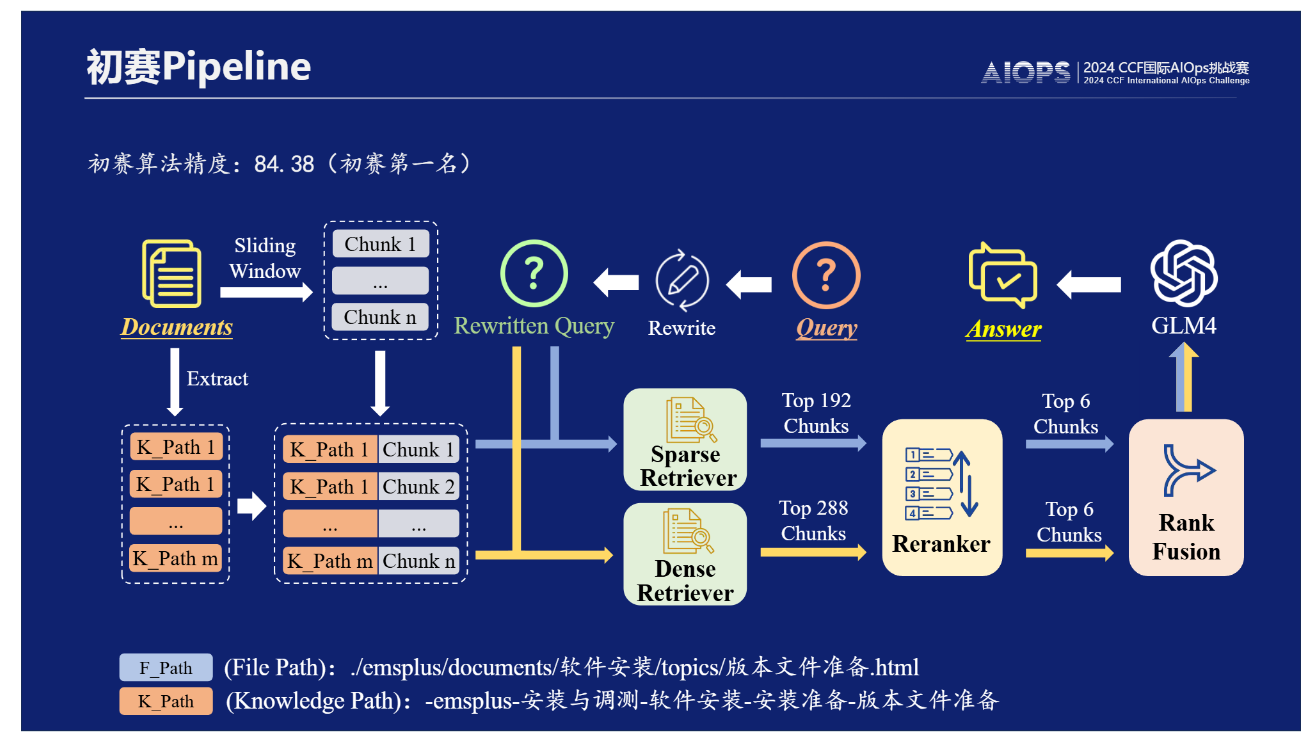 初赛Pipeline
AIOPS
2024 CCF国际AIOps挑战赛
2024 CCF International AIOps Challenge
初赛算法精度：84.38（初赛第一名）
Documents
Sliding
Window
Chunk 1
...
Chunk n
Rewritten Query
Rewrite
Query
Answer
GLM4
Extract
K_Path 1
K_Path 1
...
K_Path m
K_Path 1 Chunk 1
K_Path 1 Chunk 2
... ...
K_Path m Chunk n
Sparse
Retriever
Dense
Retriever
Top 192
Chunks
Top 288
Chunks
1
2
3
4
Reranker
Top 6
Chunks
Top 6
Chunks
Rank
Fusion
F_Path (File Path)：./emsplus/documents/软件安装/topics/版本文件准备.html
K_Path (Knowledge Path)：-emsplus-安装与调测-软件安装-安装准备-版本文件准备